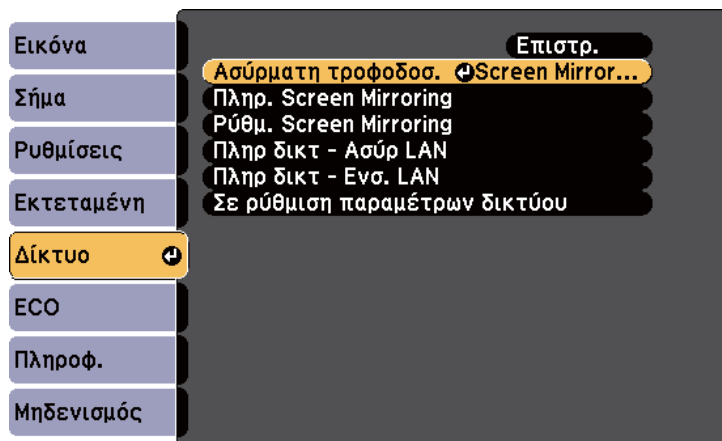 Εικόνα
Σήμα
Ρυθμίσεις
Εκτεταμένη
Δίκτυο
ECO
Πληροφ.
Μηδενισμός
Επιστρ.
Ασύρματη τροφοδοσ. Screen Mirror...
Πληρ. Screen Mirroring
Ρύθμ. Screen Mirroring
Πληρ δικτ - Ασύρ LAN
Πληρ δικτ - Ενσ. LAN
Σε ρύθμιση παραμέτρων δικτύου